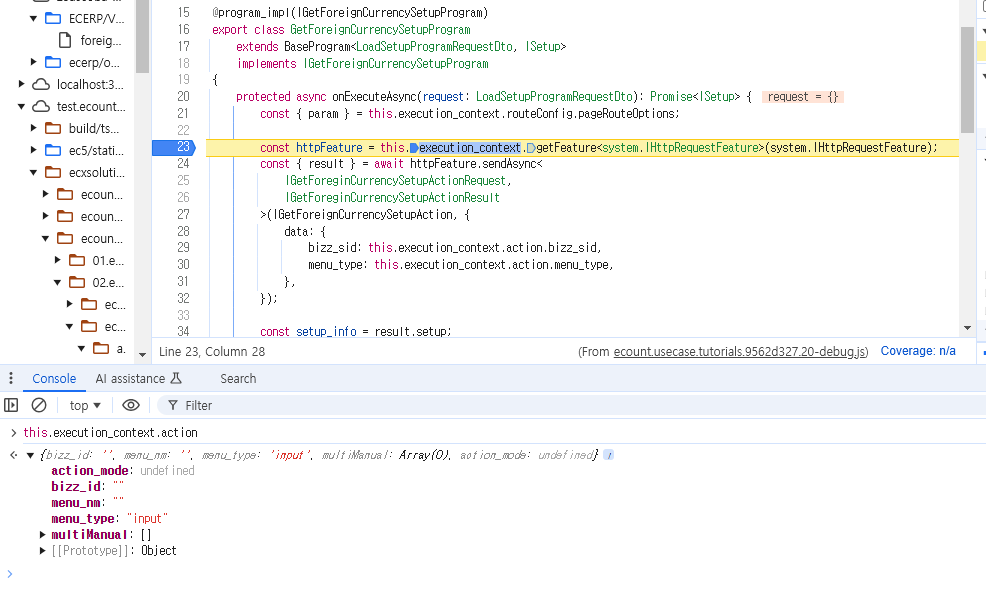 ECERP/V...
foreig...
ecerp/o...
localhost:3...
test.ecount...
build/ts...
ec5/stati...
ecxsolution...
ecoun...
ecoun...
ecoun...
01.e...
02.e...
ec...
ec...
a.
15 @program_impl(IGetForeignCurrencySetupProgram)
16 export class GetForeignCurrencySetupProgram
17 extends BaseProgram<LoadSetupProgramRequestDto, ISetup>
18 implements IGetForeignCurrencySetupProgram
19 {
20 protected async onExecuteAsync(request: LoadSetupProgramRequestDto): Promise<ISetup> { request = {}
21 const { param } = this.execution_context.routeConfig.pageRouteOptions;
22
23 const httpFeature = this.execution_context.getFeature<system.IHttpRequestFeature>(system.IHttpRequestFeature);
24 const { result } = await httpFeature.sendAsync<
25 IGetForeginCurrencySetupActionRequest,
26 IGetForeginCurrencySetupActionResult
27 >(IGetForeignCurrencySetupAction, {
28 data: {
29 bizz_sid: this.execution_context.action.bizz_sid,
30 menu_type: this.execution_context.action.menu_type,
31 },
32 });
33
34 const setup_info = result.setup;
Line 23, Column 28
(From ecount.usecase.tutorials.9562d327.20-debug.js) Coverage: n/a
Console AI assistance Search
top Filter
this.execution_context.action
{bizz_id: '', menu_nm: '', menu_type: 'input', multiManual: Array(0), action_mode: undefined}
action_mode: undefined
bizz_id: ""
menu_nm: ""
menu_type: "input"
multiManual: []
[[Prototype]]: Object